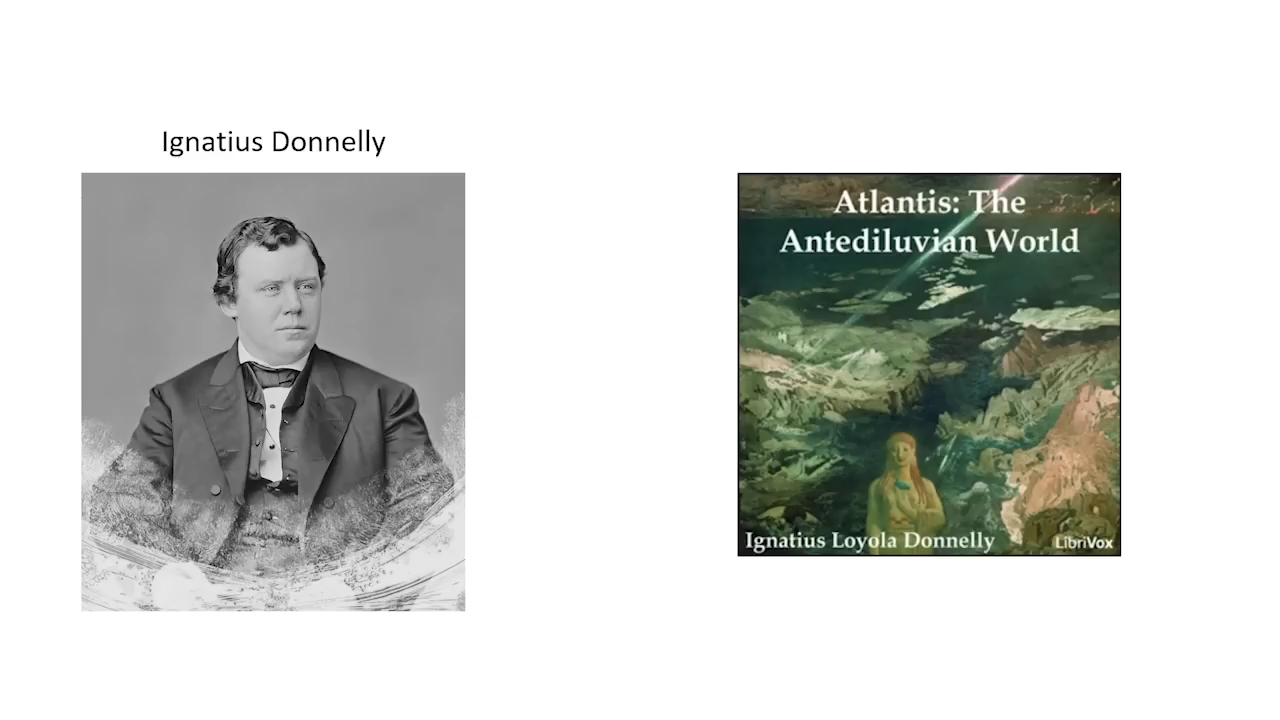 Ignatius Donnelly
Atlantis: The
Antediluvian World
Ignatius Loyola Donnelly
LibriVox